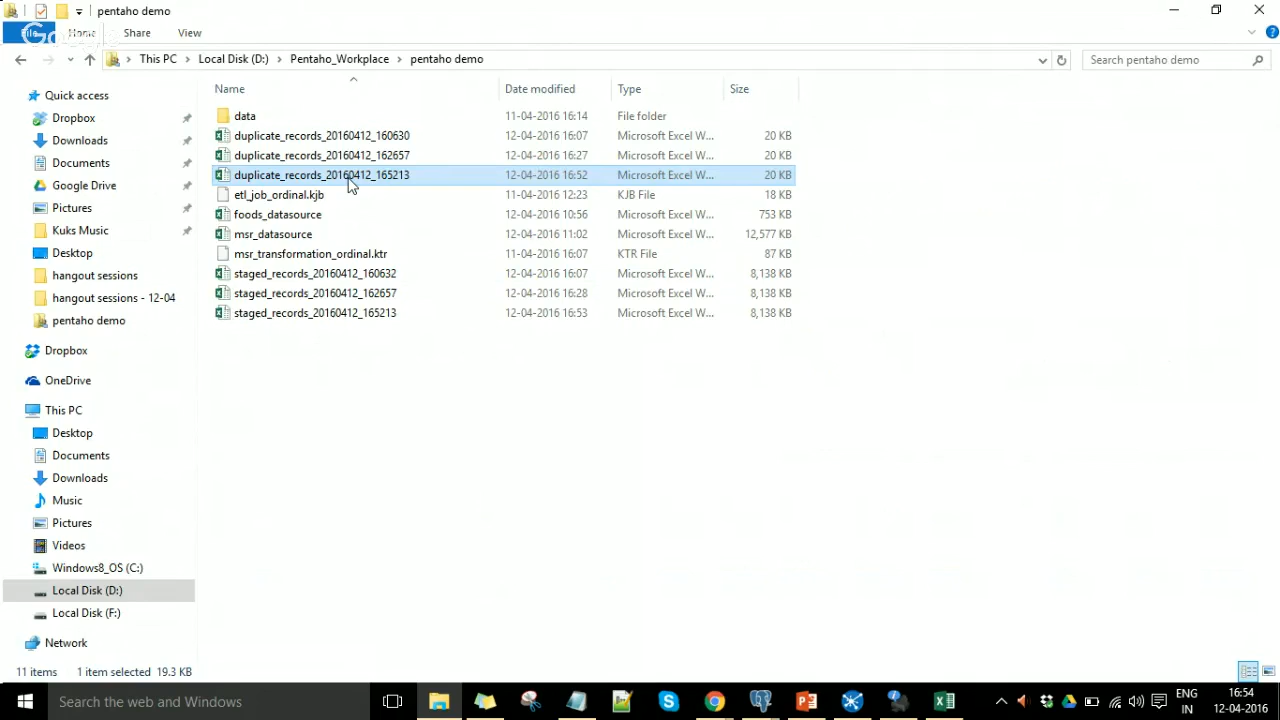 pentaho demo
File Home Share View
Google
This PC Local Disk (D:) Pentaho_Workplace pentaho demo
Search pentaho demo
Name Date modified Type Size
Quick access
Dropbox
Downloads
Documents
Google Drive
Pictures
Kuks Music
Desktop
hangout sessions
hangout sessions - 12-04
pentaho demo
Dropbox
OneDrive
This PC
Desktop
Documents
Downloads
Music
Pictures
Videos
Windows8_OS (C:)
Local Disk (D:)
Local Disk (F:)
Network
data 11-04-2016 16:14 File folder
duplicate_records_20160412_160630 12-04-2016 16:07 Microsoft Excel W... 20 KB
duplicate_records_20160412_162657 12-04-2016 16:27 Microsoft Excel W... 20 KB
duplicate_records_20160412_165213 12-04-2016 16:52 Microsoft Excel W... 20 KB
etl_job_ordinal.kjb 11-04-2016 12:23 KJB File 18 KB
foods_datasource 12-04-2016 10:56 Microsoft Excel W... 753 KB
msr_datasource 12-04-2016 11:02 Microsoft Excel W... 12,577 KB
msr_transformation_ordinal.ktr 11-04-2016 16:07 KTR File 87 KB
staged_records_20160412_160632 12-04-2016 16:07 Microsoft Excel W... 8,138 KB
staged_records_20160412_162657 12-04-2016 16:28 Microsoft Excel W... 8,138 KB
staged_records_20160412_165213 12-04-2016 16:53 Microsoft Excel W... 8,138 KB
11 items 1 item selected 19.3 KB
Search the web and Windows
ENG 16:54
IN 12-04-2016